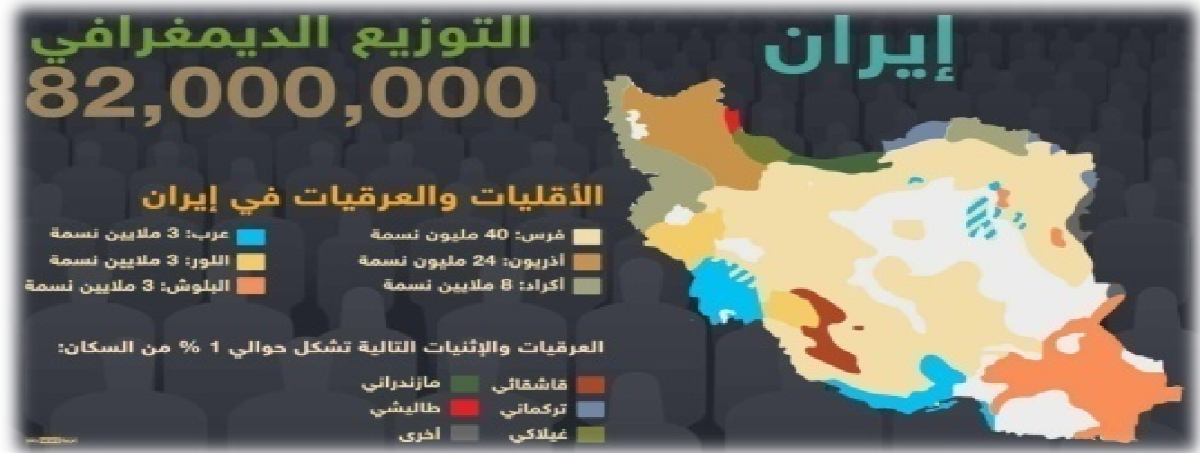 إيران
التوزيع الديمغرافي
82,000,000
الأقليات والعرقيات في إيران
فرس: 40 مليون نسمة
أذريون: 24 مليون نسمة
أكراد: 8 ملايين نسمة
عرب: 3 ملايين نسمة
اللور: 3 ملايين نسمة
البلوش: 3 ملايين نسمة
العرقيات والإثنيات التالية تشكل حوالي 1 % من السكان:
قاشقائي
تركماني
غيلاكي
مازندراني
طاليشي
أخرى